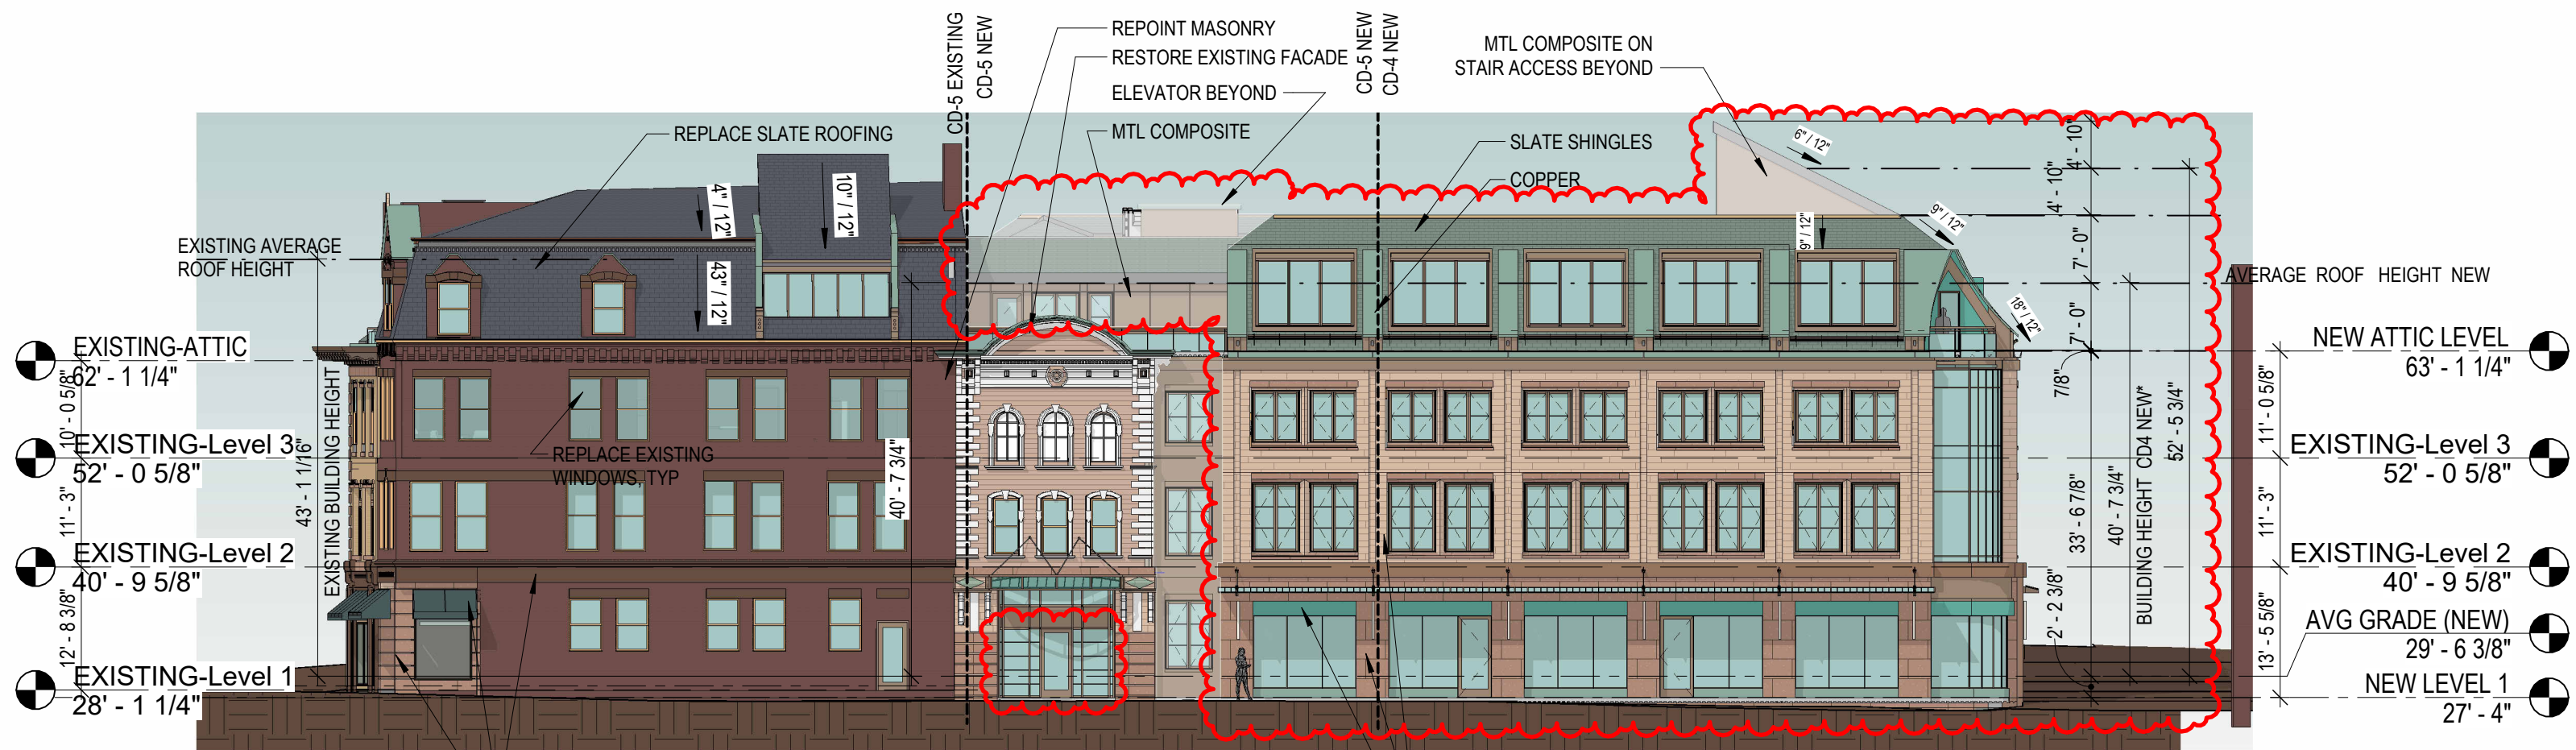 CD-5 EXISTING
CD-5 NEW
REPOINT MASONRY
RESTORE EXISTING FACADE
ELEVATOR BEYOND
MTL COMPOSITE
CD-5 NEW
CD-4 NEW
MTL COMPOSITE ON
STAIR ACCESS BEYOND
SLATE SHINGLES
COPPER
REPLACE SLATE ROOFING
4" / 12"
10" / 12"
43" / 12"
6" / 12"
9" / 12"
9" / 12"
18" / 12"
4' - 10"
4' - 10"
7' - 0"
7' - 0"
7/8"
EXISTING AVERAGE
ROOF HEIGHT
AVERAGE ROOF HEIGHT NEW
EXISTING-ATTIC
62' - 1 1/4"
10' - 0 5/8"
EXISTING-Level 3
52' - 0 5/8"
11' - 3"
EXISTING-Level 2
40' - 9 5/8"
12' - 8 3/8"
EXISTING-Level 1
28' - 1 1/4"
43' - 1 1/16"
EXISTING BUILDING HEIGHT
REPLACE EXISTING
WINDOWS, TYP
40' - 7 3/4"
33' - 6 7/8"
2' - 2 3/8"
40' - 7 3/4"
BUILDING HEIGHT CD4 NEW*
52' - 5 3/4"
NEW ATTIC LEVEL
63' - 1 1/4"
11' - 0 5/8"
EXISTING-Level 3
52' - 0 5/8"
11' - 3"
EXISTING-Level 2
40' - 9 5/8"
13' - 5 5/8"
AVG GRADE (NEW)
29' - 6 3/8"
NEW LEVEL 1
27' - 4"